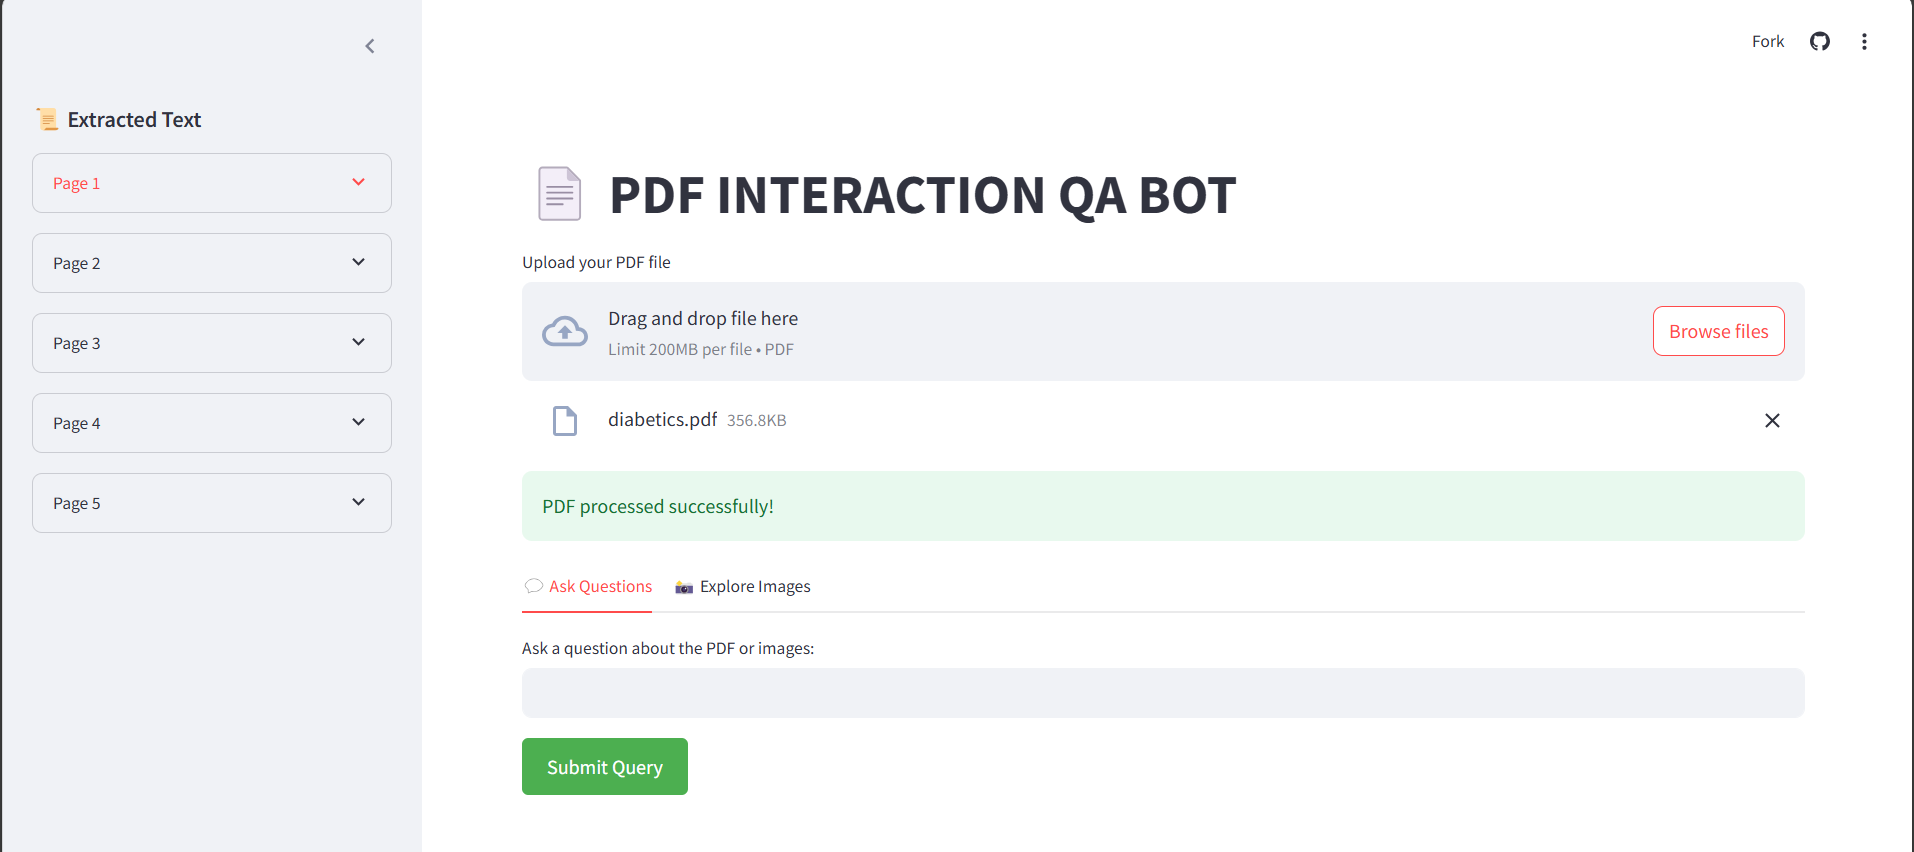 Extracted Text
Page 1
Page 2
Page 3
Page 4
Page 5
Fork
PDF INTERACTION QA BOT
Upload your PDF file
Drag and drop file here
Limit 200MB per file • PDF
Browse files
diabetics.pdf 356.8KB
PDF processed successfully!
Ask Questions
Explore Images
Ask a question about the PDF or images:
Submit Query